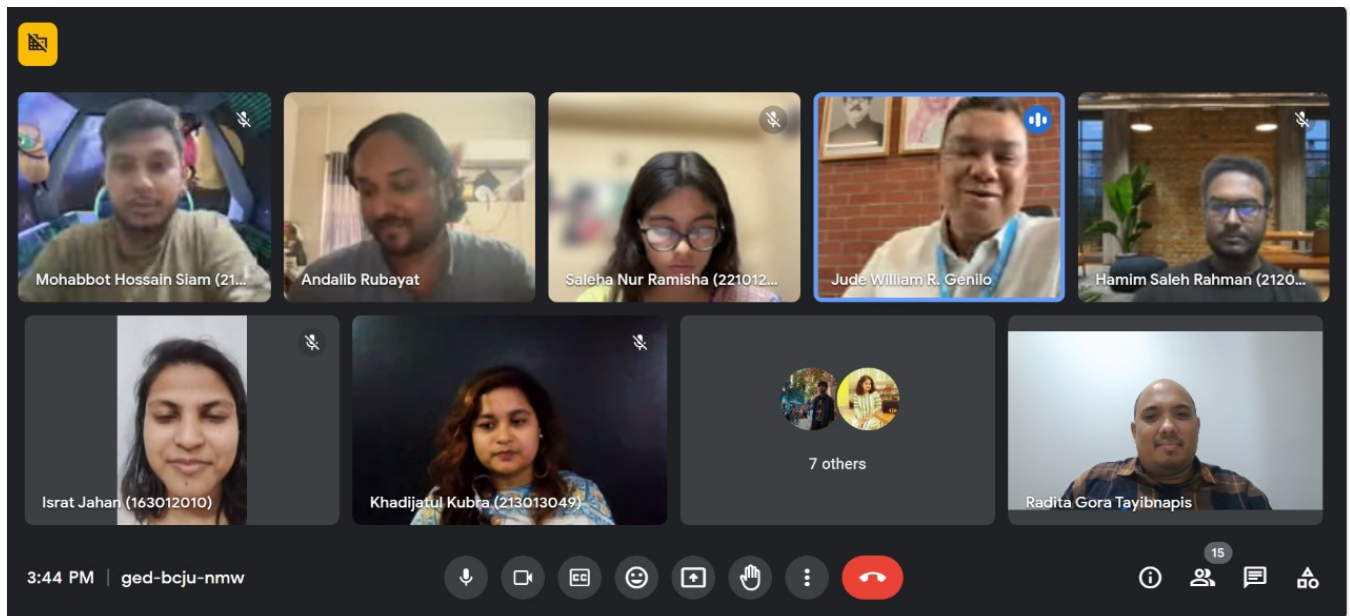 Mohabbot Hossain Siam (21...
Andalib Rubayat
Saleha Nur Ramisha (221012...
Jude William R. Genilo
Hamim Saleh Rahman (2120...
Israt Jahan (163012010)
Khadijatul Kubra (213013049)
7 others
Radita Gora Tayibnapis
3:44 PM | ged-bcju-nmw
CC
15